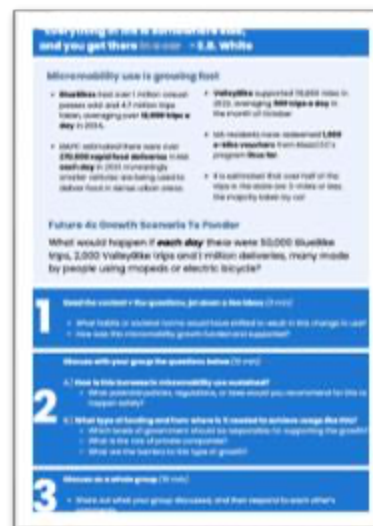 "Everything in life is somewhere else,
and you get there in a car." - E.B. White
Micromobility use is growing fast
Bluebikes had over 1 million
passes sold and 4.7 million trips
taken, averaging over trips a
day in 2024.
ValleyBike supported rides in
2023, averaging 500 trips a day in
the month of October
MAPC estimated there were over
270,000 rapid food deliveries in MA
each day in 2021. Increasingly
smaller vehicles are being used to
deliver food in dense urban areas.
MA residents have redeemed 1,000
e-bike vouchers from MassCEC's
program thus far
It is estimated that over half of the
trips in the state are 3-miles or less,
the majority taken by car
Future 4x Growth Scenario To Ponder
What would happen if each day there were 50,000 BlueBike
trips, 2,000 ValleyBike trips and 1 million deliveries, many made
by people using mopeds or electric bicycle?
1
Read the content + the questions, jot down a few ideas (5 min)
What habits or societal norms would have shifted to result in this change in use?
How was this micromobility growth funded and supported?
2
Discuss with your group the questions below (15 min)
A.) How is this increase in micromobility use sustained?
What potential policies, regulations, or laws would you recommend for this to
happen safely?
B.) What type of funding and from where is it needed to achieve usage like this?
Which levels of government should be responsible for supporting the growth?
What is the role of private companies?
What are the barriers to this type of growth?
3
Discuss as a whole group (15 min)
Share out what your group discussed, and then respond to each other's